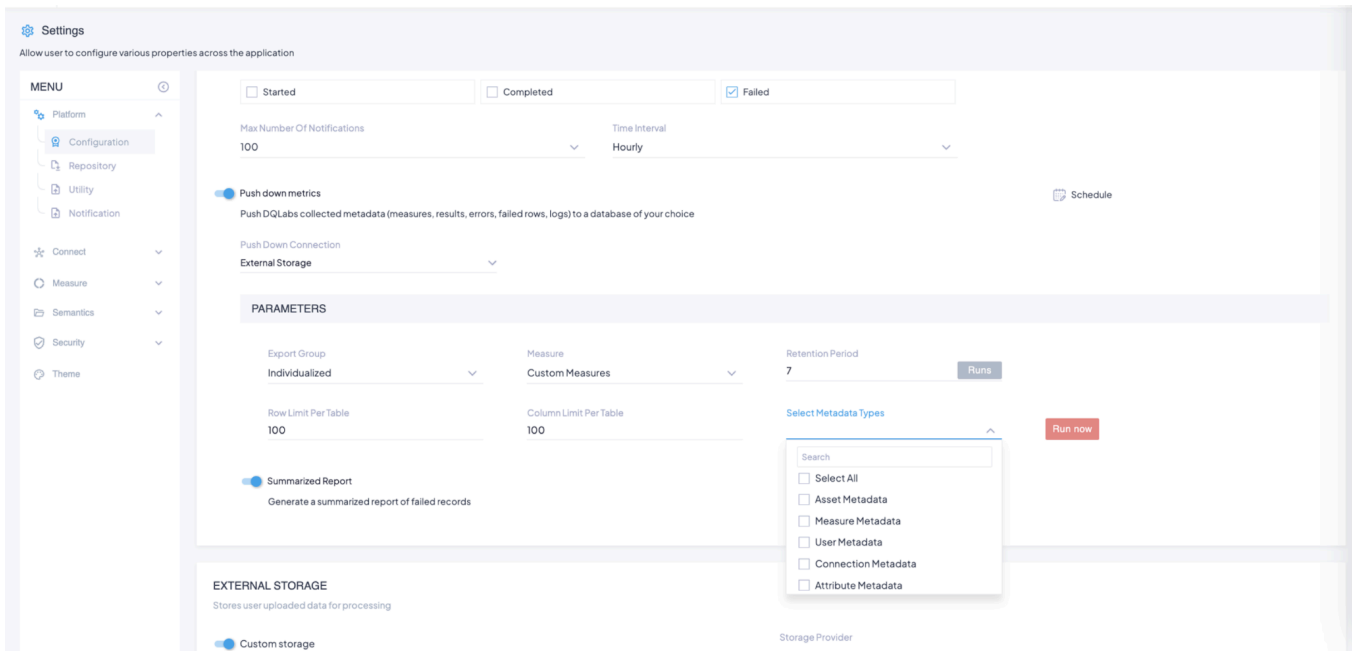 Settings
Allow user to configure various properties across the application
MENU
Platform
Configuration
Repository
Utility
Notification
Connect
Measure
Semantics
Security
Theme
Started
Completed
Failed
Max Number Of Notifications
Time Interval
100
Hourly
Push down metrics
Schedule
Push DQLabs collected metadata (measures, results, errors, failed rows, logs) to a database of your choice
Push Down Connection
External Storage
PARAMETERS
Export Group
Measure
Retention Period
Individualized
Custom Measures
7
Runs
Row Limit Per Table
Column Limit Per Table
Select Metadata Types
100
100
Run now
Search
Select All
Asset Metadata
Measure Metadata
User Metadata
Connection Metadata
Attribute Metadata
Summarized Report
Generate a summarized report of failed records
EXTERNAL STORAGE
Stores user uploaded data for processing
Custom storage
Storage Provider